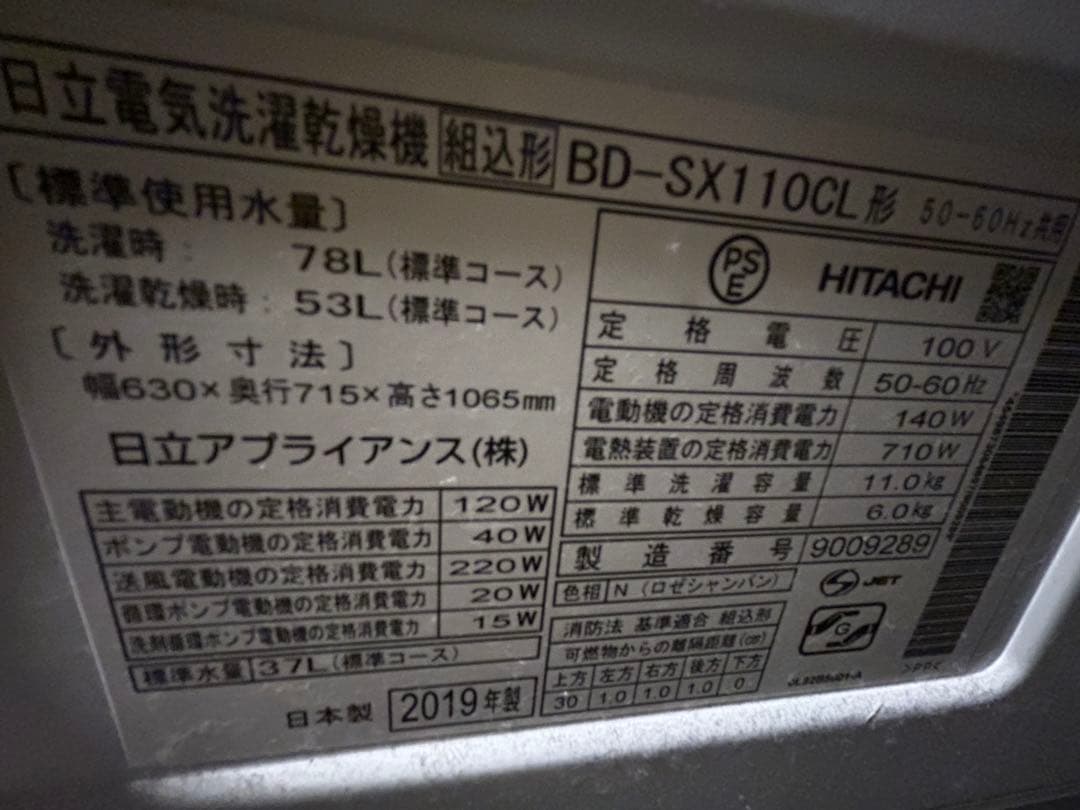 日立電気洗濯乾燥機 組込形 BD-SX110CL形 50-60Hz共用
〔標準使用水量〕
洗濯時: 78L(標準コース)
洗濯乾燥時: 53L(標準コース)
〔外形寸法〕
幅630×奥行715×高さ1065mm
日立アプライアンス(株)
主電動機の定格消費電力 120W
ポンプ電動機の定格消費電力 40W
送風電動機の定格消費電力 220W
循環ポンプ電動機の定格消費電力 20W
洗剤循環ポンプ電動機の定格消費電力 15W
標準水量 37L(標準コース)
日本製 2019年製
PSE HITACHI
定格電圧 100V
定格周波数 50-60Hz
電動機の定格消費電力 140W
電熱装置の定格消費電力 710W
標準洗濯容量 11.0kg
標準乾燥容量 6.0kg
製造番号 9009289
色相 N(ロゼシャンパン)
消防法 基準適合 組込形
可燃物からの離隔距離(cm)
上方 左方 右方 後方 下方
30 1.0 1.0 1.0 0
JET
G
>PP<